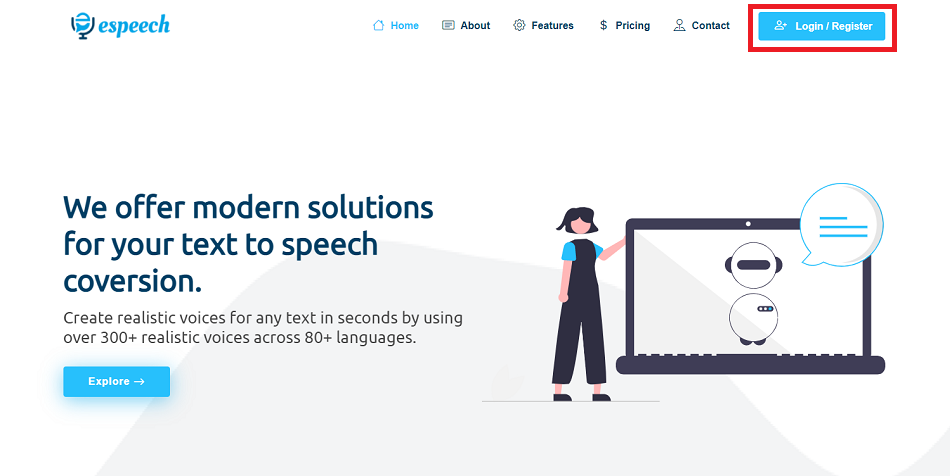 espeech
Home About Features $ Pricing Contact Login / Register
We offer modern solutions
for your text to speech
coversion.
Create realistic voices for any text in seconds by using
over 300+ realistic voices across 80+ languages.
Explore →